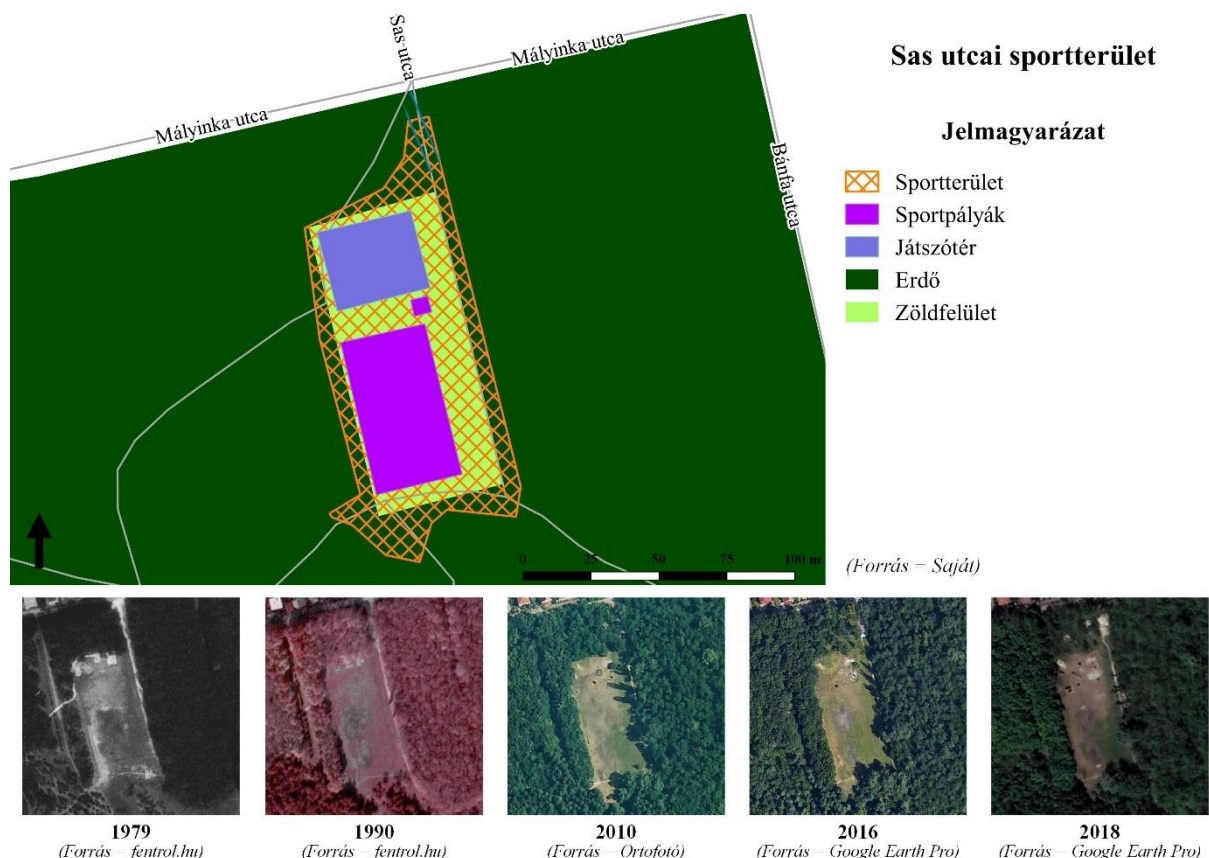 Sas utca
Mályinka utca
Mályinka utca
Bánfa utca
Sas utcai sportterület
Jelmagyarázat
Sportterület
Sportpályák
Játszótér
Erdő
Zöldfelület
0 25 50 75 100 m
(Forrás – Saját)
1979
(Forrás – fentrol.hu)
1990
(Forrás – fentrol.hu)
2010
(Forrás – Ortofotó)
2016
(Forrás – Google Earth Pro)
2018
(Forrás – Google Earth Pro)